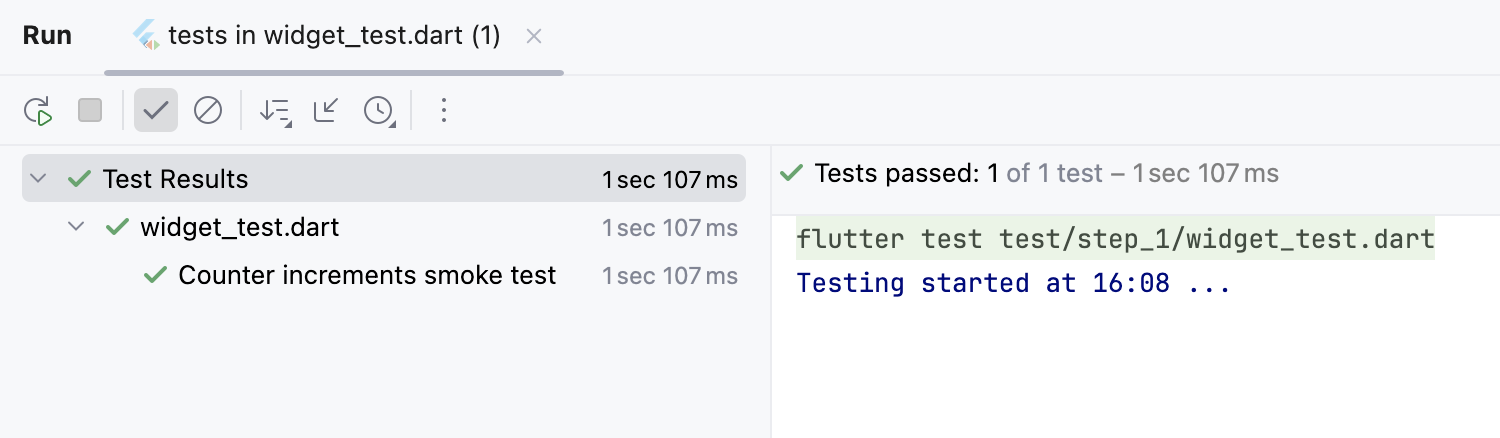 Run
tests in widget_test.dart (1)
Test Results 1 sec 107 ms
widget_test.dart 1 sec 107 ms
Counter increments smoke test 1 sec 107 ms
Tests passed: 1 of 1 test – 1 sec 107 ms
flutter test test/step_1/widget_test.dart
Testing started at 16:08 ...